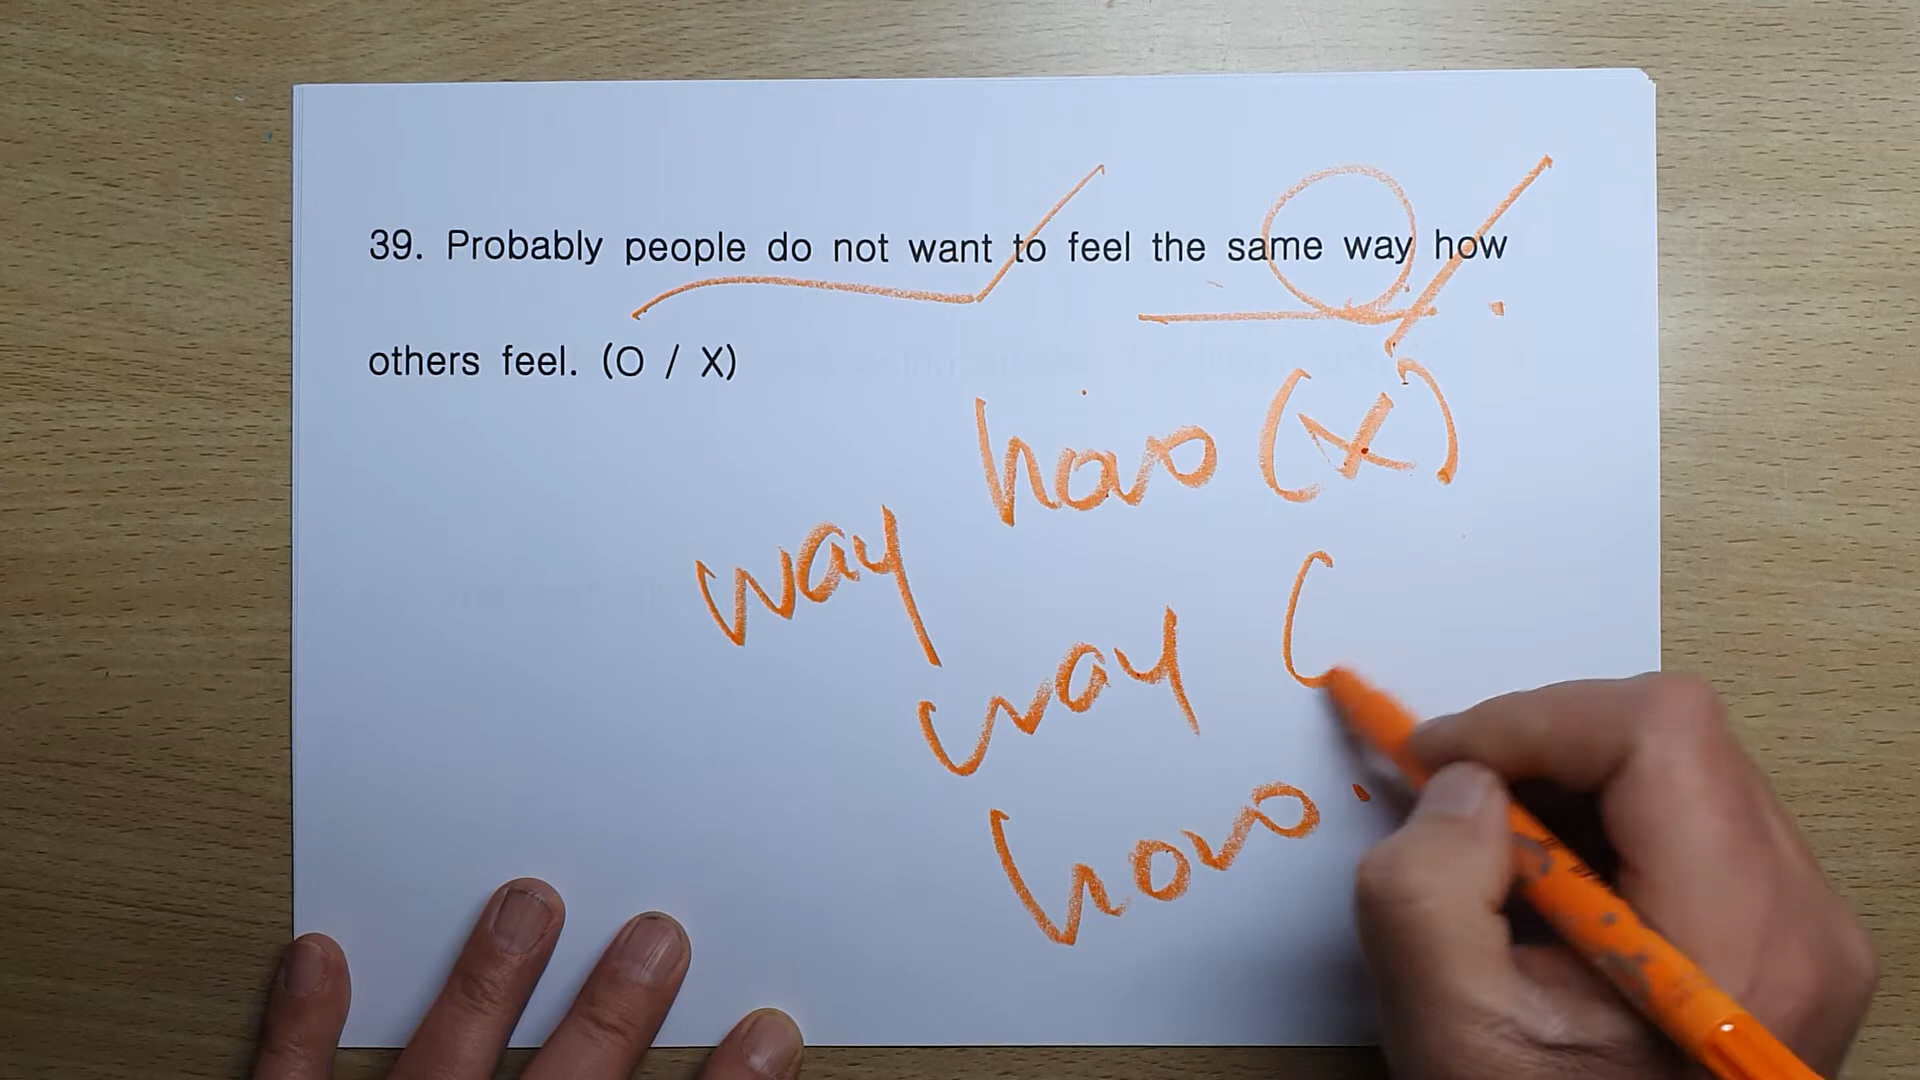 39. Probably people do not want to feel the same way how
others feel. (O / X)
how (X)
way
way (
how